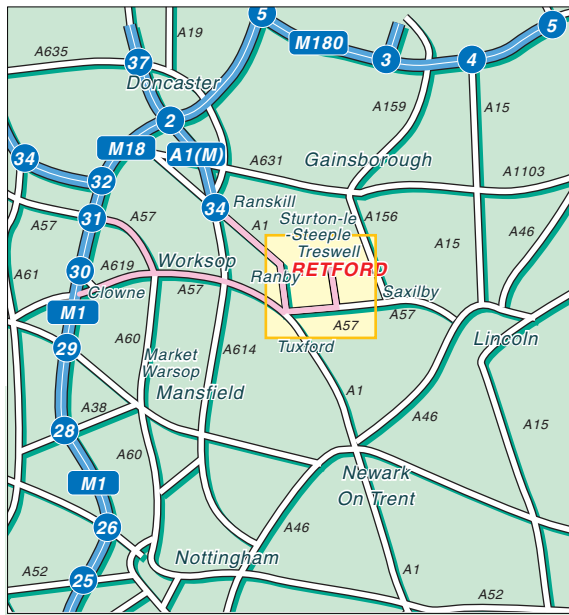 5
A19
M180
5
A635
37
3
4
Doncaster
A159
A15
2
M18
A1(M)
34
A631
Gainsborough
32
A1103
34
Ranskill
31
A57
A57
A1
Sturton-le
-Steeple
Treswell
A156
A46
A15
30
A619
Worksop
Ranby
RETFORD
A61
Clowne
A57
Saxilby
M1
A57
A57
29
A60
Market
Warsop
A614
Tuxford
Lincoln
Mansfield
A1
A38
A46
A15
28
A60
M1
Newark
On Trent
26
A46
Nottingham
A52
25
A1
A52